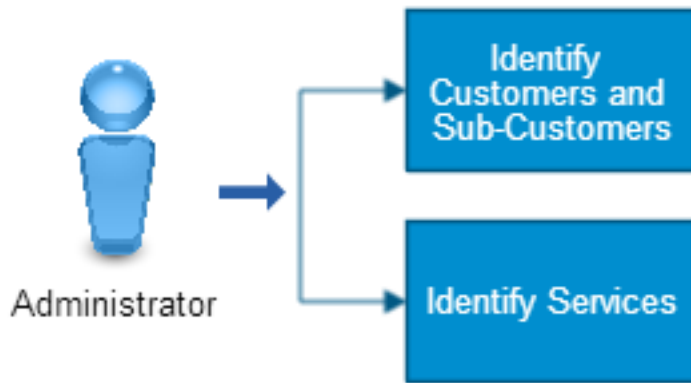 Identify
Customers and
Sub-Customers
Administrator
Identify Services